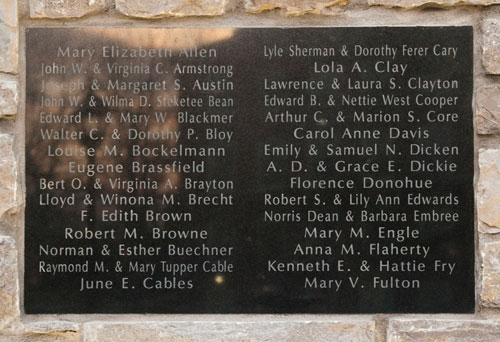 Mary Elizabeth Allen
John W. & Virginia C. Armstrong
Joseph & Margaret S. Austin
John W. & Wilma D. Steketee Bean
Edward L. & Mary W. Blackmer
Walter C. & Dorothy P. Bloy
Louise M. Bockelmann
Eugene Brassfield
Bert O. & Virginia A. Brayton
Lloyd & Winona M. Brecht
F. Edith Brown
Robert M. Browne
Norman & Esther Buechner
Raymond M. & Mary Tupper Cable
June E. Cables
Lyle Sherman & Dorothy Ferer Cary
Lola A. Clay
Lawrence & Laura S. Clayton
Edward B. & Nettie West Cooper
Arthur C. & Marion S. Core
Carol Anne Davis
Emily & Samuel N. Dicken
A. D. & Grace E. Dickie
Florence Donohue
Robert S. & Lily Ann Edwards
Norris Dean & Barbara Embree
Mary M. Engle
Anna M. Flaherty
Kenneth E. & Hattie Fry
Mary V. Fulton